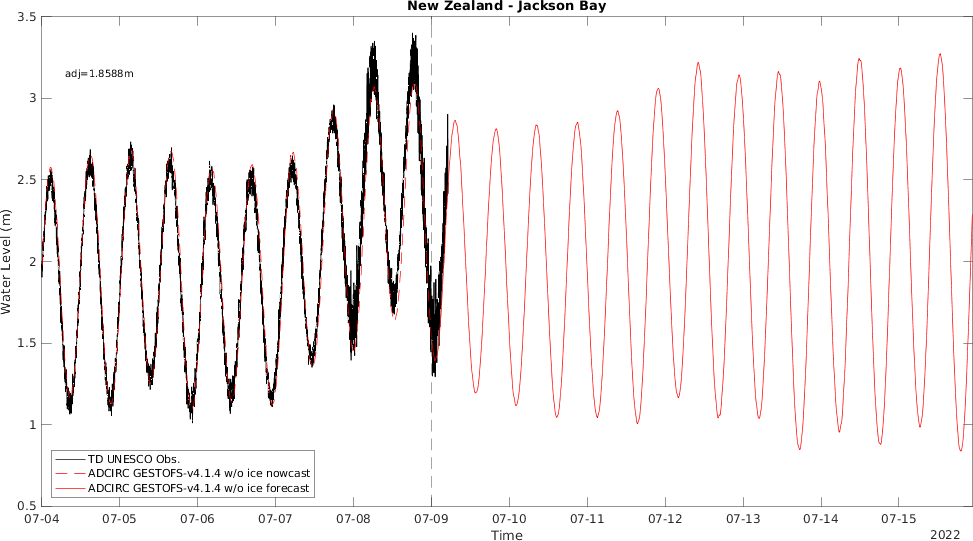 New Zealand - Jackson Bay
3.5
3
2.5
2
1.5
1
0.5
Water Level (m)
adj=1.8588m
TD UNESCO Obs.
ADCIRC GESTOFS-v4.1.4 w/o ice nowcast
ADCIRC GESTOFS-v4.1.4 w/o ice forecast
07-04 07-05 07-06 07-07 07-08 07-09 07-10 07-11 07-12 07-13 07-14 07-15
Time
2022